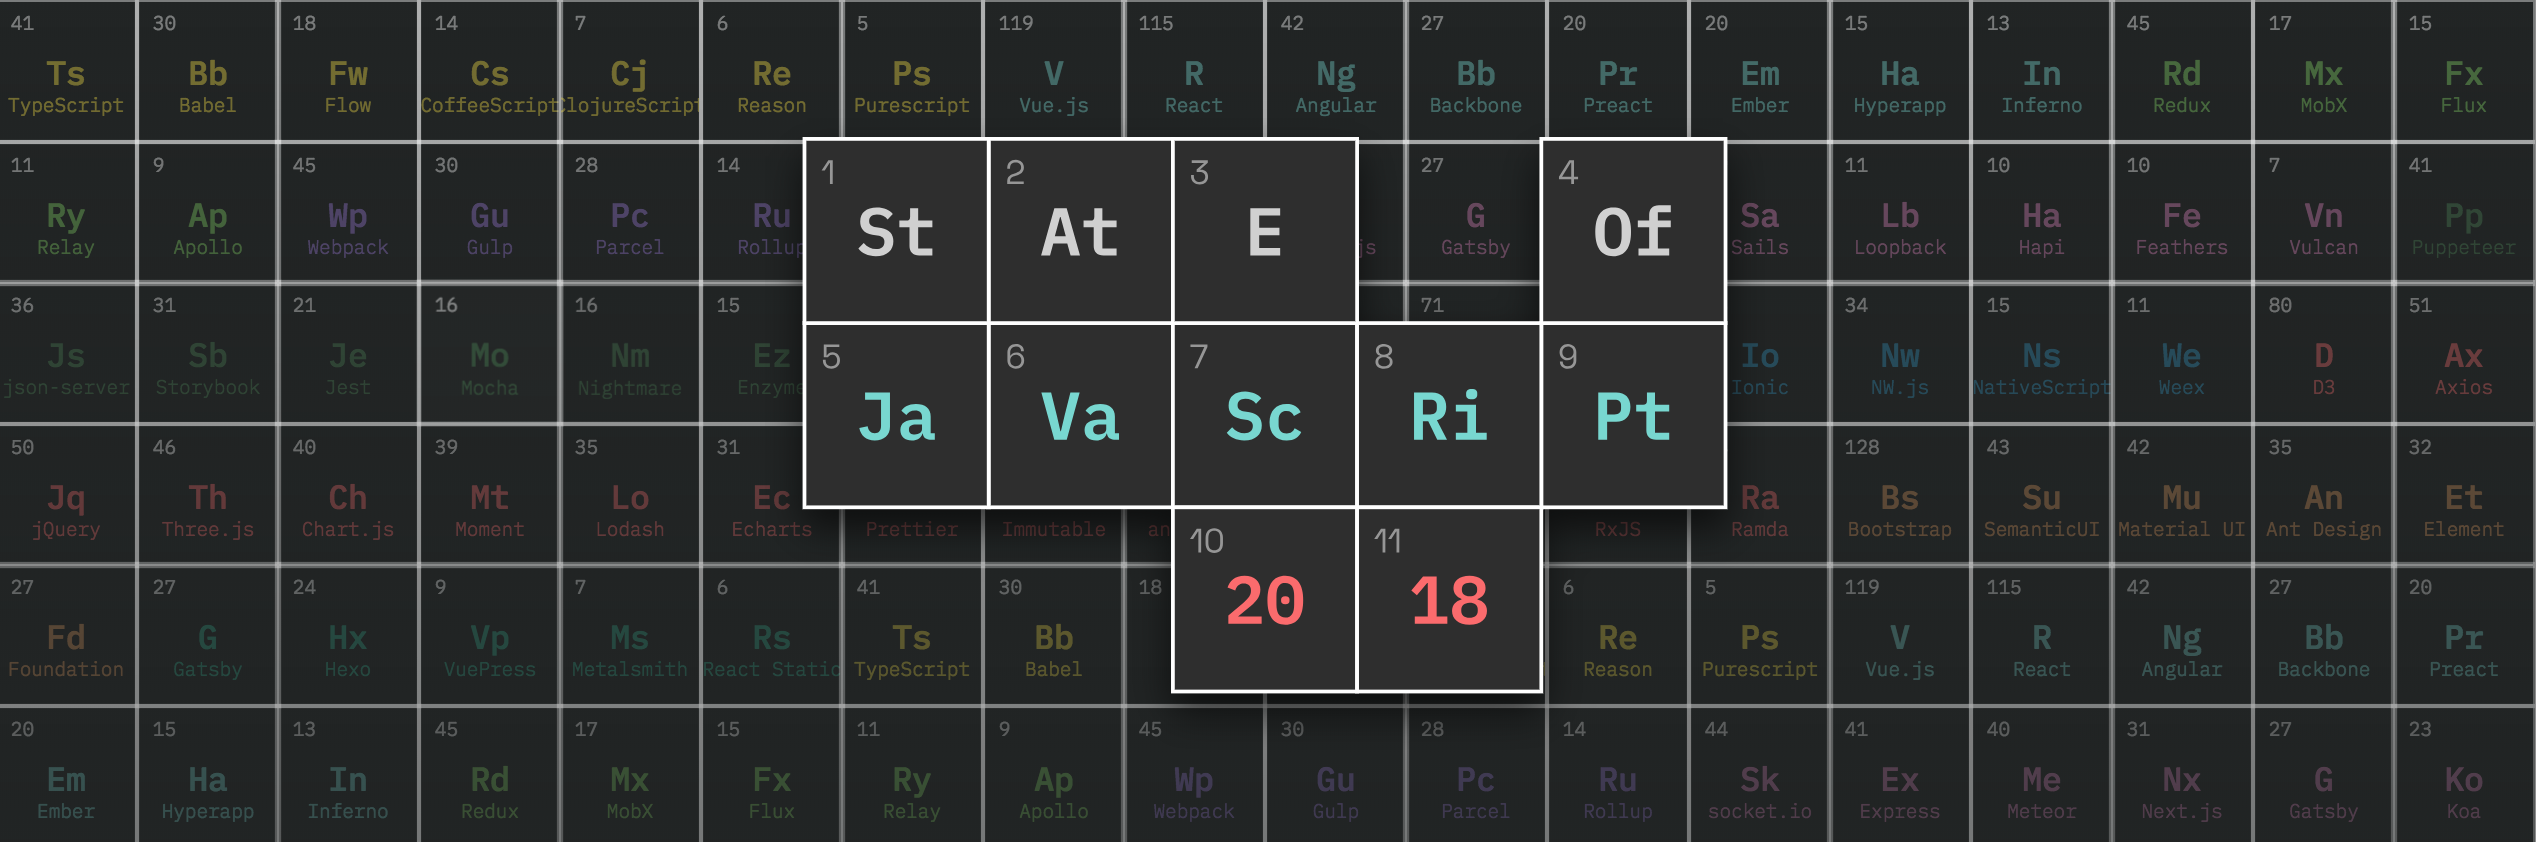 41 30 18 14 7 6 5 119 115 42 27 20 20 15 13 45 17 15
Ts Bb Fw Cs Cj Re Ps V R Ng Bb Pr Em Ha In Rd Mx Fx
TypeScript Babel Flow CoffeeScript ClojureScript Reason Purescript Vue.js React Angular Backbone Preact Ember Hyperapp Inferno Redux MobX Flux
11 9 45 30 28 14 1 2 3 27 4 11 10 10 7 41
Ry Ap Wp Gu Pc Ru St At E G Of Sa Lb Ha Fe Vn Pp
Relay Apollo Webpack Gulp Parcel Rollup js Gatsby Sails Loopback Hapi Feathers Vulcan Puppeteer
36 31 21 16 16 15 5 6 7 8 71 9 34 15 11 80 51
Js Sb Je Mo Nm Ez Ja Va Sc Ri Pt Io Nw Ns We D Ax
json-server Storybook Jest Mocha Nightmare Enzyme Ionic NW.js NativeScript Weex D3 Axios
50 46 40 39 35 31 128 43 42 35 32
Jq Th Ch Mt Lo Ec Ra Bs Su Mu An Et
jQuery Three.js Chart.js Moment Lodash Echarts Prettier Immutable an RxJS Ramda Bootstrap SemanticUI Material UI Ant Design Element
27 27 24 9 7 6 41 30 18 10 11 6 5 119 115 42 27 20
Fd G Hx Vp Ms Rs Ts Bb 20 18 Re Ps V R Ng Bb Pr
Foundation Gatsby Hexo VuePress Metalsmith React Static TypeScript Babel Reason Purescript Vue.js React Angular Backbone Preact
20 15 13 45 17 15 11 9 45 30 28 14 44 41 40 31 27 23
Em Ha In Rd Mx Fx Ry Ap Wp Gu Pc Ru Sk Ex Me Nx G Ko
Ember Hyperapp Inferno Redux MobX Flux Relay Apollo Webpack Gulp Parcel Rollup socket.io Express Meteor Next.js Gatsby Koa